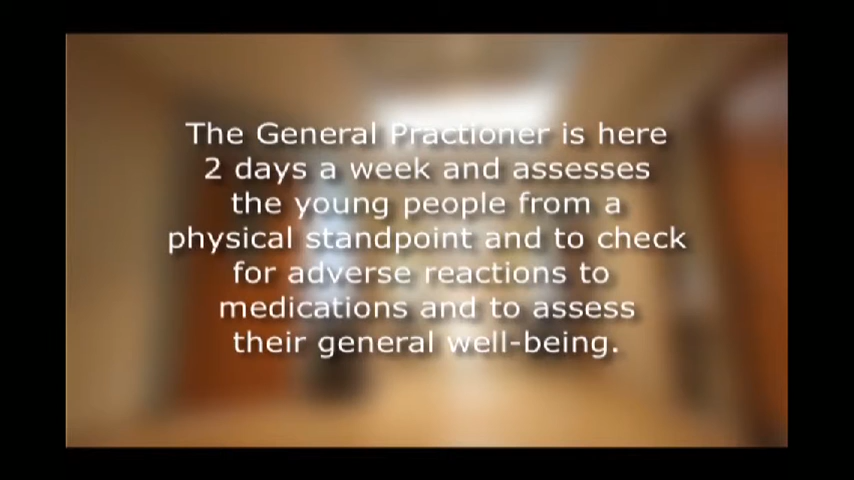 The General Practioner is here
2 days a week and assesses
the young people from a
physical standpoint and to check
for adverse reactions to
medications and to assess
their general well-being.